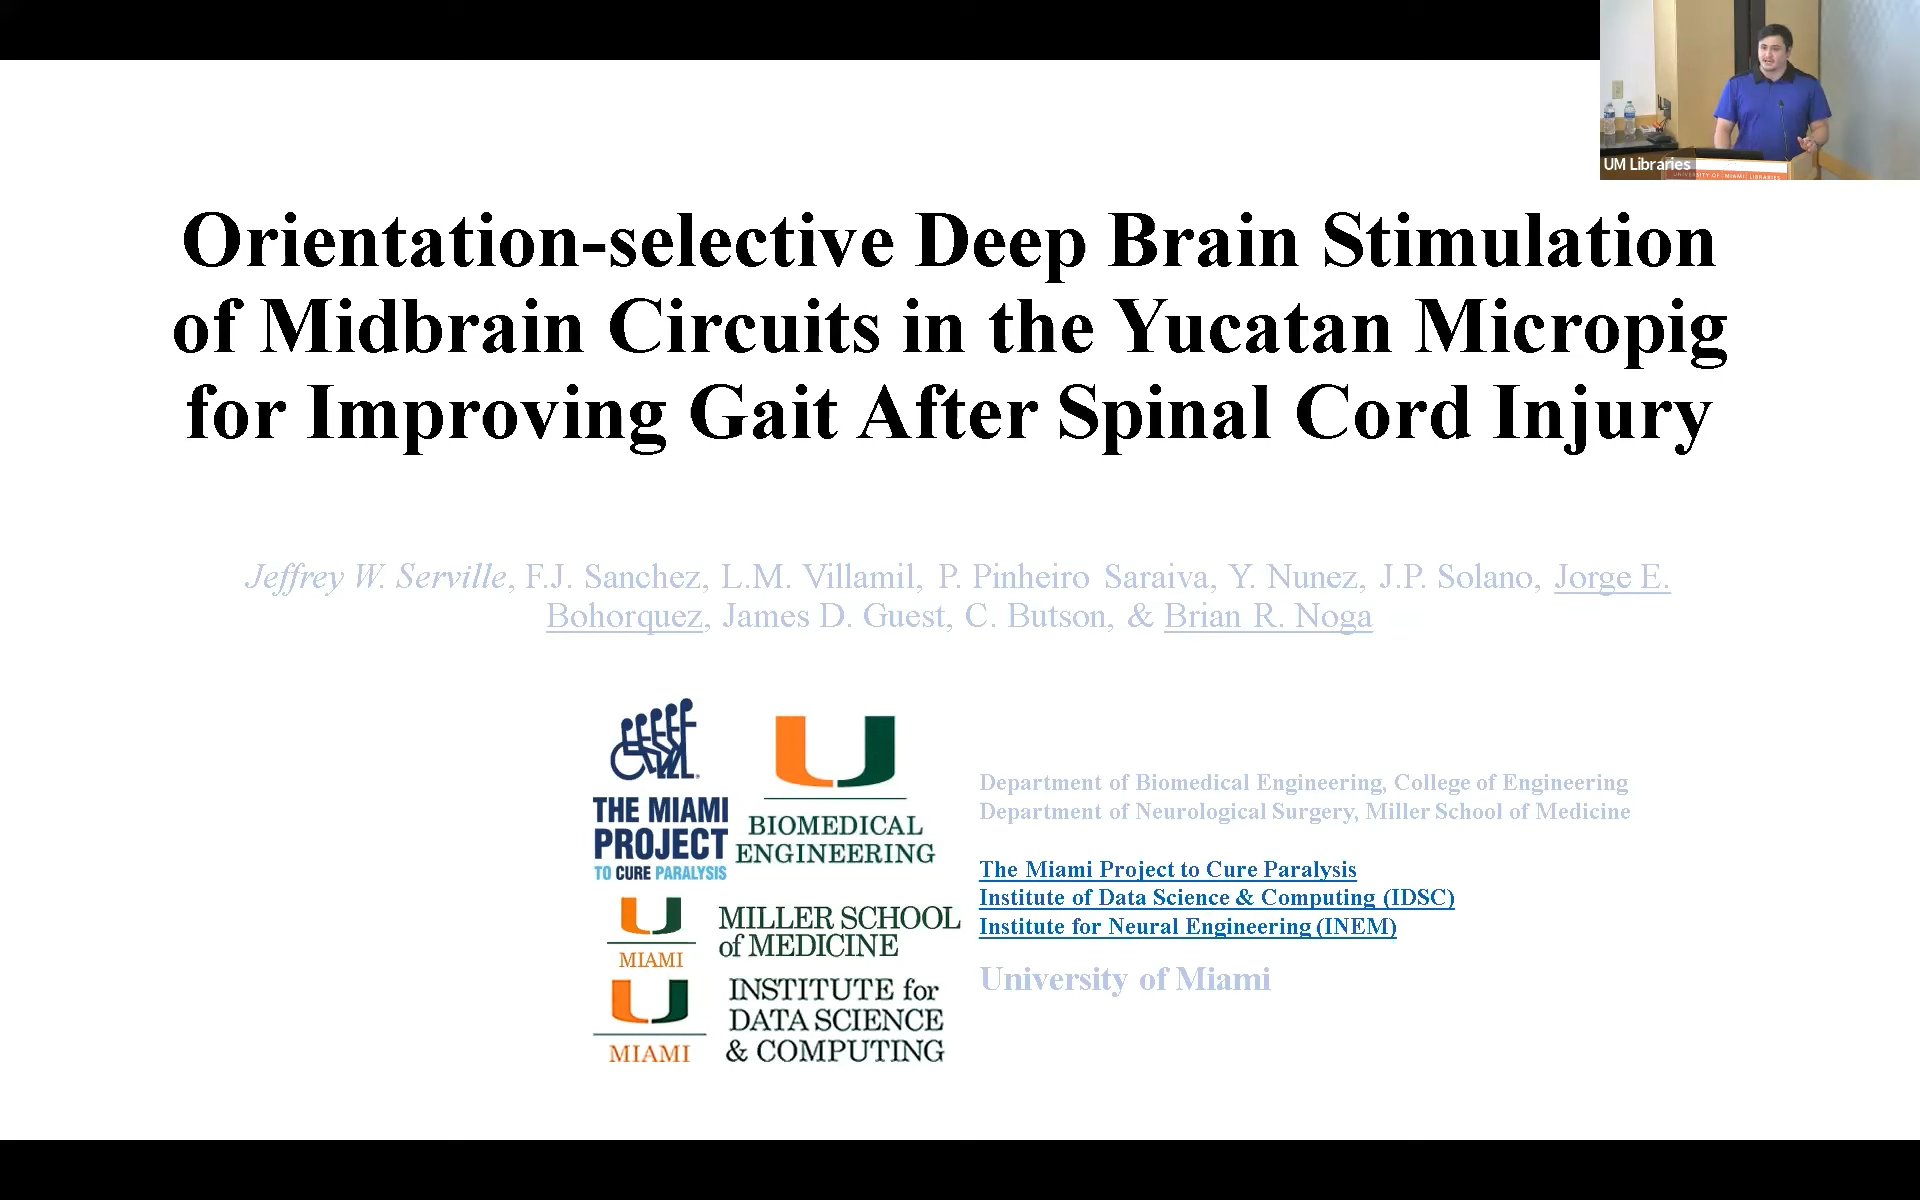 UM Libraries
UNIVERSITY OF MIAMI LIBRARIES
Orientation-selective Deep Brain Stimulation
of Midbrain Circuits in the Yucatan Micropig
for Improving Gait After Spinal Cord Injury
Jeffrey W. Serville, F.J. Sanchez, L.M. Villamil, P. Pinheiro Saraiva, Y. Nunez, J.P. Solano, Jorge E.
Bohorquez, James D. Guest, C. Butson, & Brian R. Noga
THE MIAMI
PROJECT
TO CURE PARALYSIS
BIOMEDICAL
ENGINEERING
MIAMI
MILLER SCHOOL
of MEDICINE
MIAMI
INSTITUTE for
DATA SCIENCE
& COMPUTING
Department of Biomedical Engineering, College of Engineering
Department of Neurological Surgery, Miller School of Medicine
The Miami Project to Cure Paralysis
Institute of Data Science & Computing (IDSC)
Institute for Neural Engineering (INEM)
University of Miami